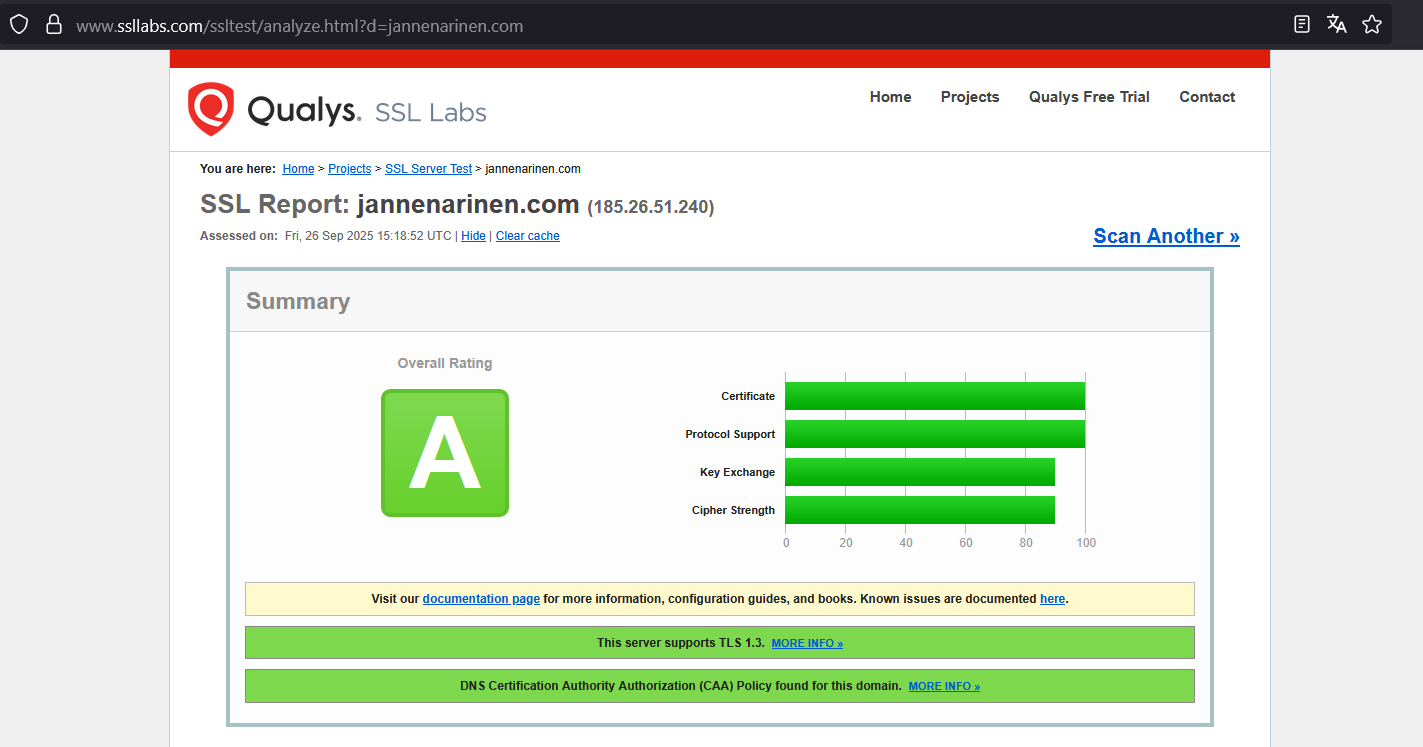 www.ssllabs.com/ssltest/analyze.html?d=jannenarinen.com
Qualys. SSL Labs
Home Projects Qualys Free Trial Contact
You are here: Home > Projects > SSL Server Test > jannenarinen.com
SSL Report: jannenarinen.com (185.26.51.240)
Assessed on: Fri, 26 Sep 2025 15:18:52 UTC | Hide | Clear cache
Scan Another »
Summary
Overall Rating
A
Certificate
Protocol Support
Key Exchange
Cipher Strength
0 20 40 60 80 100
Visit our documentation page for more information, configuration guides, and books. Known issues are documented here.
This server supports TLS 1.3. MORE INFO »
DNS Certification Authority Authorization (CAA) Policy found for this domain. MORE INFO »